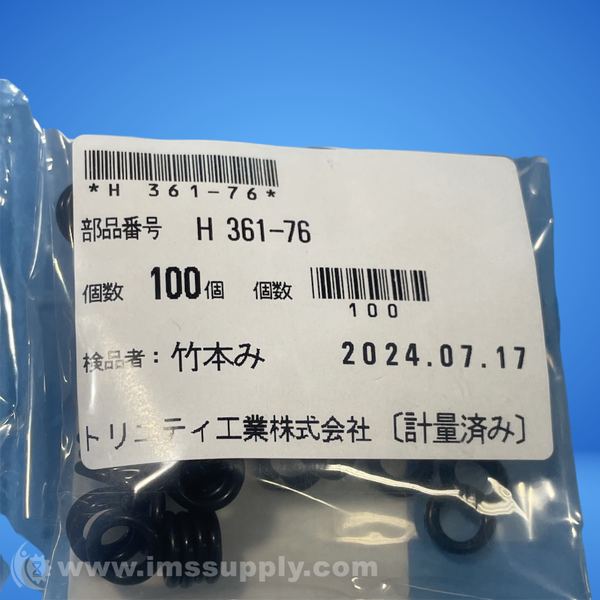 *H 361-76*
部品番号 H 361-76
個数 100個 個数
100
検品者：竹本み 2024.07.17
トリニティ工業株式会社 〔計量済み〕
www.imssupply.com